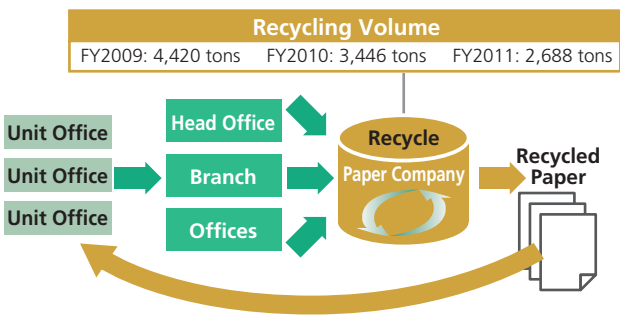 Recycling Volume
FY2009: 4,420 tons FY2010: 3,446 tons FY2011: 2,688 tons
Unit Office
Unit Office
Unit Office
Head Office
Branch
Offices
Recycle
Paper Company
Recycled
Paper